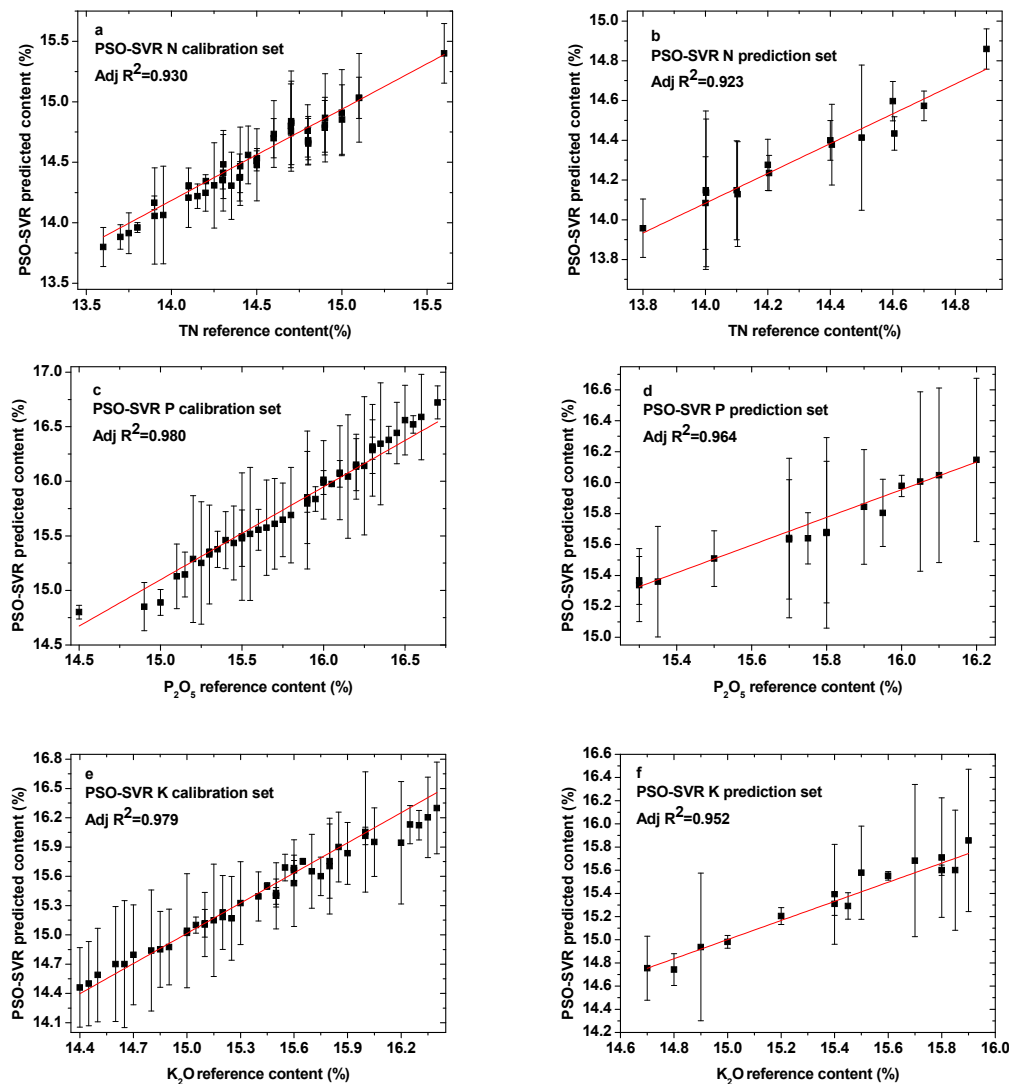 a
PSO-SVR N calibration set
Adj R²=0.930
PSO-SVR predicted content (%)
15.5
15.0
14.5
14.0
13.5
13.5 14.0 14.5 15.0 15.5
TN reference content(%)
b
PSO-SVR N prediction set
Adj R²=0.923
PSO-SVR predicted content (%)
15.0
14.8
14.6
14.4
14.2
14.0
13.8
13.8 14.0 14.2 14.4 14.6 14.8
TN reference content(%)
c
PSO-SVR P calibration set
Adj R²=0.980
PSO-SVR predicted content (%)
17.0
16.5
16.0
15.5
15.0
14.5
14.5 15.0 15.5 16.0 16.5
P₂O₅ reference content (%)
d
PSO-SVR P prediction set
Adj R²=0.964
PSO-SVR predicted content (%)
16.6
16.4
16.2
16.0
15.8
15.6
15.4
15.2
15.0
15.4 15.6 15.8 16.0 16.2
P₂O₅ reference content (%)
e
PSO-SVR K calibration set
Adj R²=0.979
PSO-SVR predicted content (%)
16.8
16.5
16.2
15.9
15.6
15.3
15.0
14.7
14.4
14.1
14.4 14.7 15.0 15.3 15.6 15.9 16.2
K₂O reference content (%)
f
PSO-SVR K prediction set
Adj R²=0.952
PSO-SVR predicted content (%)
16.6
16.4
16.2
16.0
15.8
15.6
15.4
15.2
15.0
14.8
14.6
14.4
14.2
14.6 14.8 15.0 15.2 15.4 15.6 15.8 16.0
K₂O reference content (%)